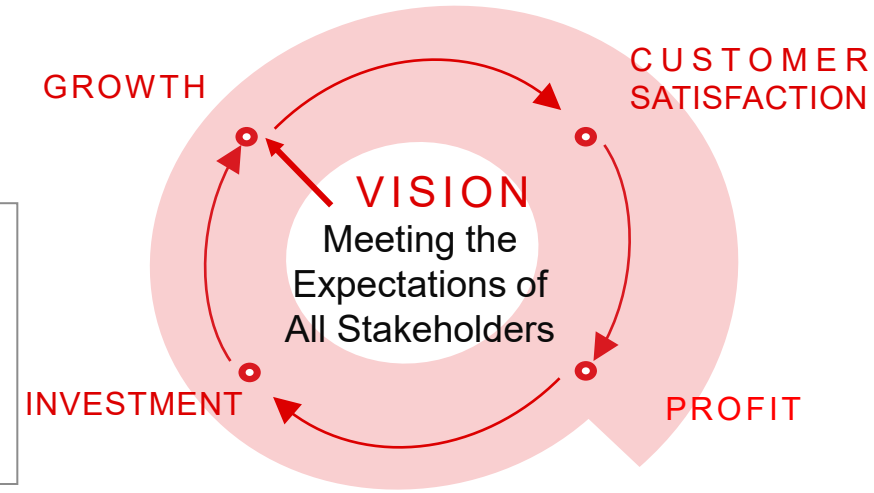 GROWTH
CUSTOMER
SATISFACTION
VISION
Meeting the
Expectations of
All Stakeholders
INVESTMENT
PROFIT